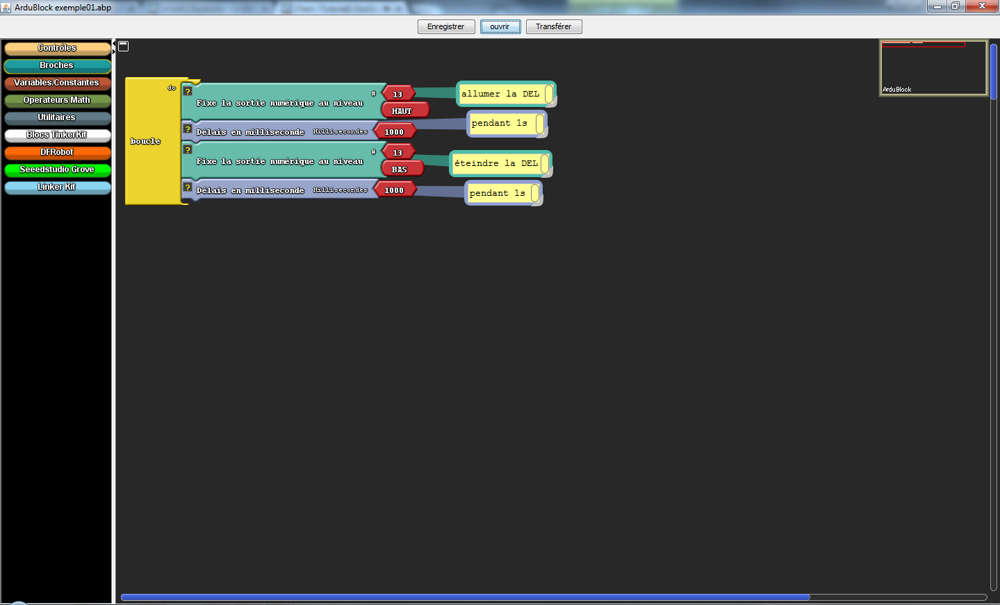 ArduBlock exemple01.abp
Enregistrer
ouvrir
Transférer
Contrôles
Broches
Variables/Constantes
Operateurs Math
Utilitaires
Blocs TinkerKit
DFRobot
Seeedstudio Grove
Linker Kit
boucle
do
Fixe la sortie numérique au niveau
#
13
HAUT
allumer la DEL
Délais en milliseconde
Millisecondes
1000
pendant 1s
Fixe la sortie numérique au niveau
#
13
BAS
éteindre la DEL
Délais en milliseconde
Millisecondes
1000
pendant 1s
ArduBlock